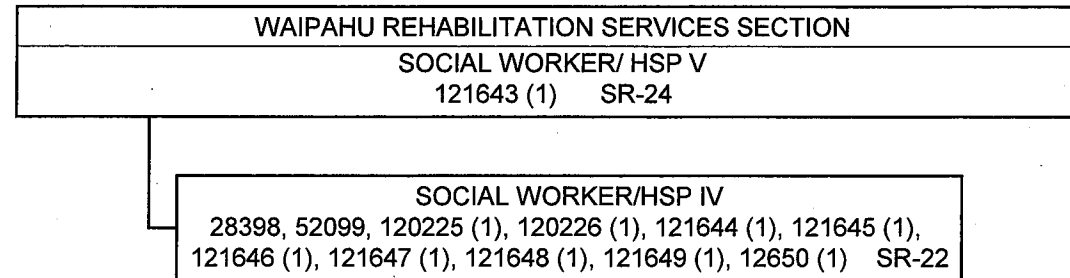 WAIPAHU REHABILITATION SERVICES SECTION
SOCIAL WORKER/ HSP V
121643 (1) SR-24
SOCIAL WORKER/HSP IV
28398, 52099, 120225 (1), 120226 (1), 121644 (1), 121645 (1),
121646 (1), 121647 (1), 121648 (1), 121649 (1), 12650 (1) SR-22